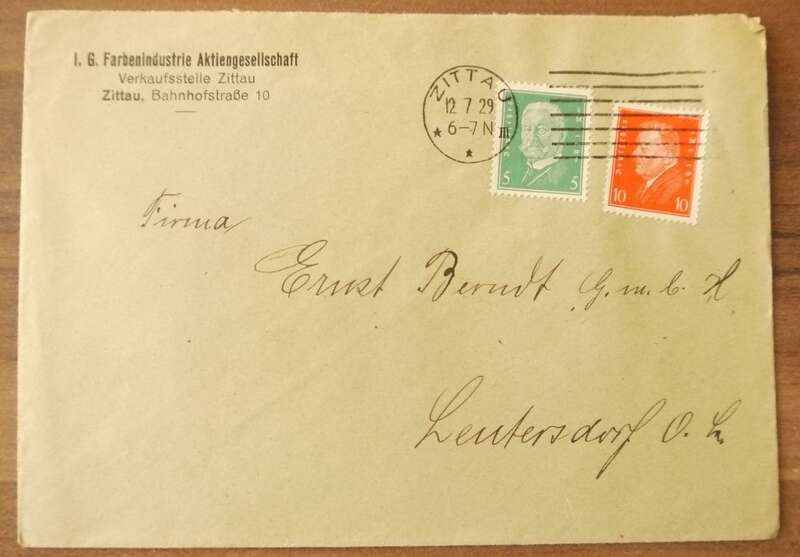 I. G. Farbenindustrie Aktiengesellschaft
Verkaufsstelle Zittau
Zittau, Bahnhofstraße 10
ZITTAU
12 7 29
6-7 N
III
5 5
10 10
Firma
Ernst Berndt G.m.b.H
Leutersdorf O. L.